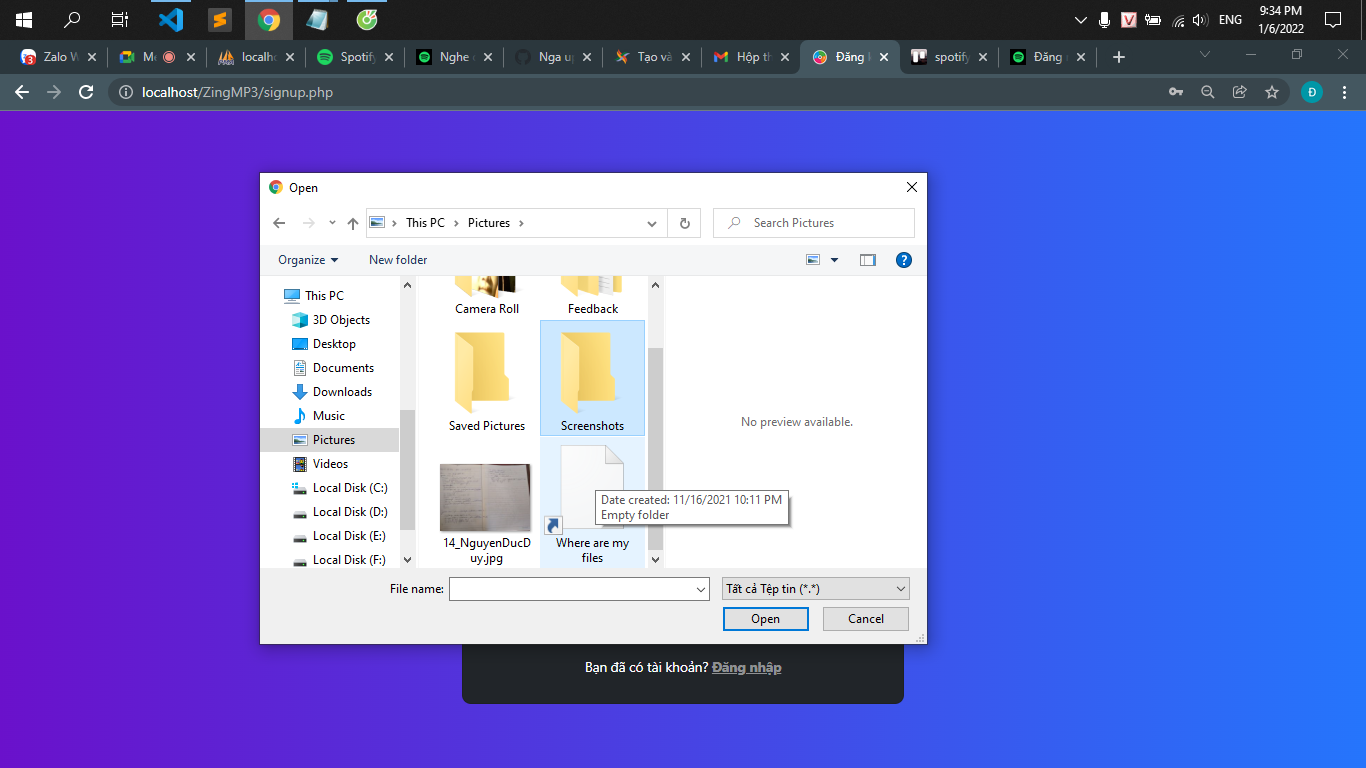 9:34 PM
ENG
1/6/2022
Zalo W
Me
localho
Spotify
Nghe n
Nga up
Tạo và
Hộp th
Đăng k
spotify
Đăng n
localhost/ZingMP3/signup.php
Đ
Open
This PC
Pictures
Search Pictures
Organize
New folder
This PC
3D Objects
Desktop
Documents
Downloads
Music
Pictures
Videos
Local Disk (C:)
Local Disk (D:)
Local Disk (E:)
Local Disk (F:)
Camera Roll
Feedback
Saved Pictures
Screenshots
14_NguyenDucD
uy.jpg
Where are my
files
Date created: 11/16/2021 10:11 PM
Empty folder
No preview available.
File name:
Tất cả Tệp tin (*.*)
Open
Cancel
Bạn đã có tài khoản? Đăng nhập